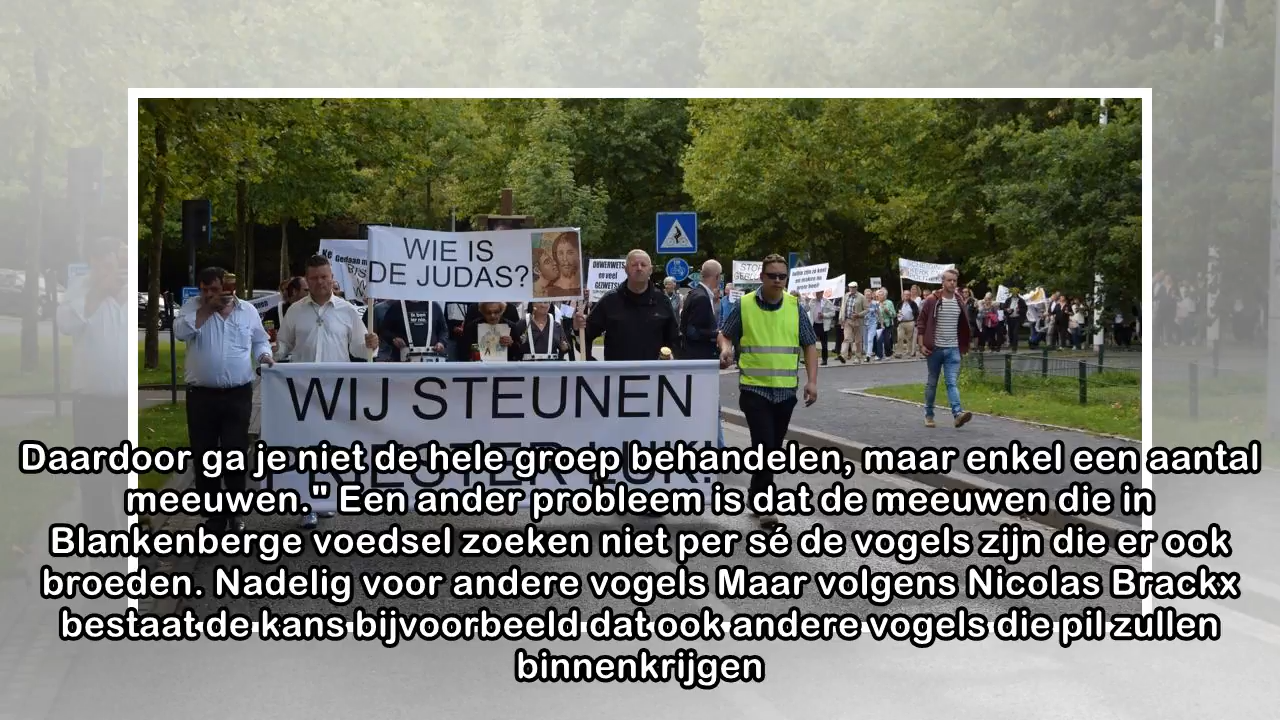 WIE IS
DE JUDAS?
WIJ STEUNEN
PRIESTER LUK!
Daardoor ga je niet de hele groep behandelen, maar enkel een aantal
meeuwen." Een ander probleem is dat de meeuwen die in
Blankenberge voedsel zoeken niet per sé de vogels zijn die er ook
broeden. Nadelig voor andere vogels Maar volgens Nicolas Brackx
bestaat de kans bijvoorbeeld dat ook andere vogels die pil zullen
binnenkrijgen